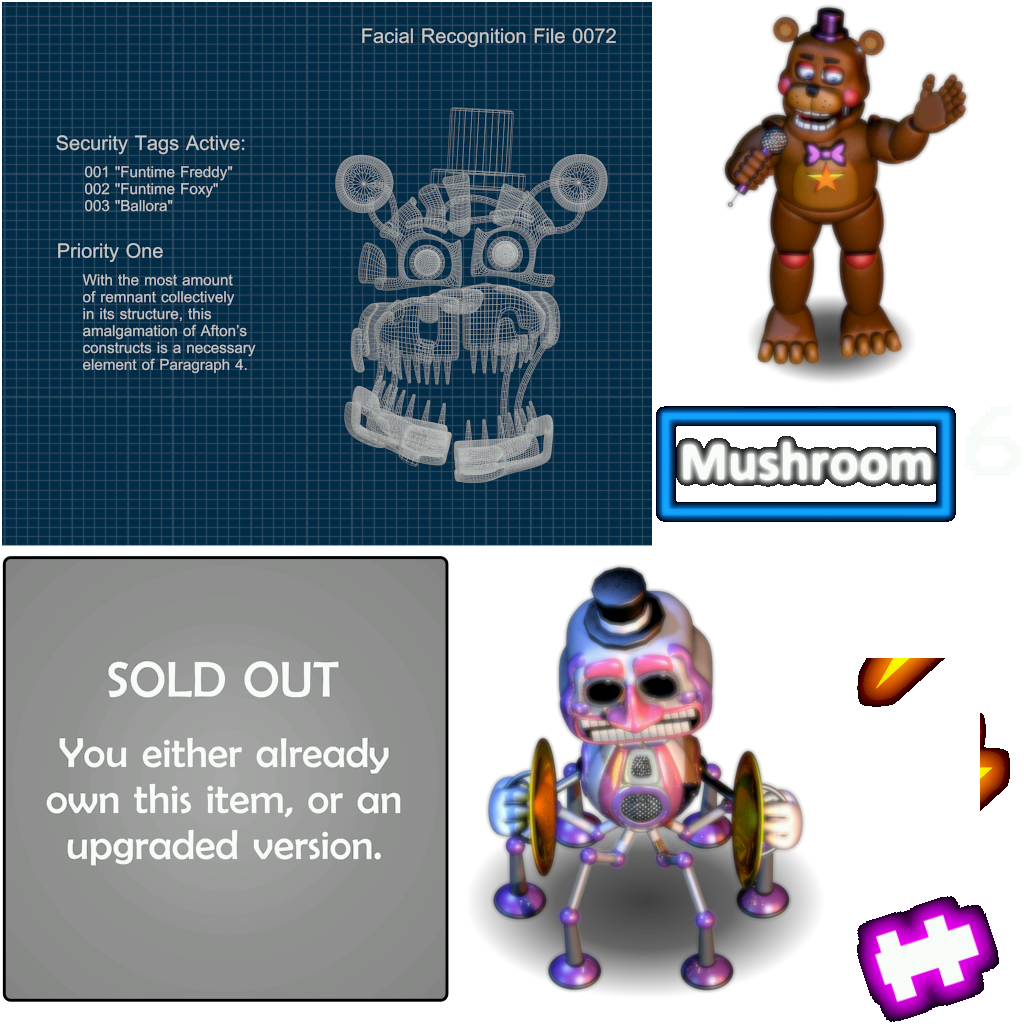 Facial Recognition File 0072
Security Tags Active:
001 "Funtime Freddy"
002 "Funtime Foxy"
003 "Ballora"
Priority One
With the most amount
of remnant collectively
in its structure, this
amalgamation of Afton's
constructs is a necessary
element of Paragraph 4.
Mushroom
6
SOLD OUT
You either already
own this item, or an
upgraded version.